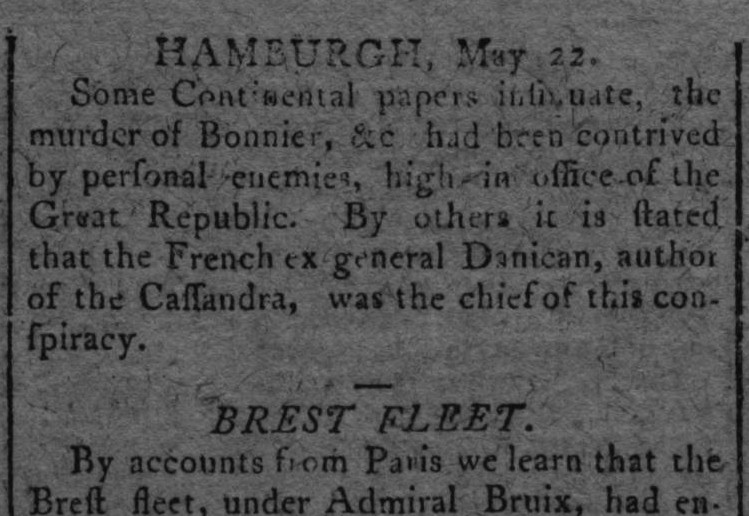 HAMBURGH, May 22.
Some Continental papers inſinuate, the
murder of Bonnier, &c had been contrived
by perſonal enemies, high in office of the
Great Republic. By others it is ſtated
that the French ex general Danican, author
of the Caſſandra, was the chief of this con-
ſpiracy.
BREST FLEET.
By accounts from Paris we learn that the
Breſt fleet, under Admiral Bruix, had en-